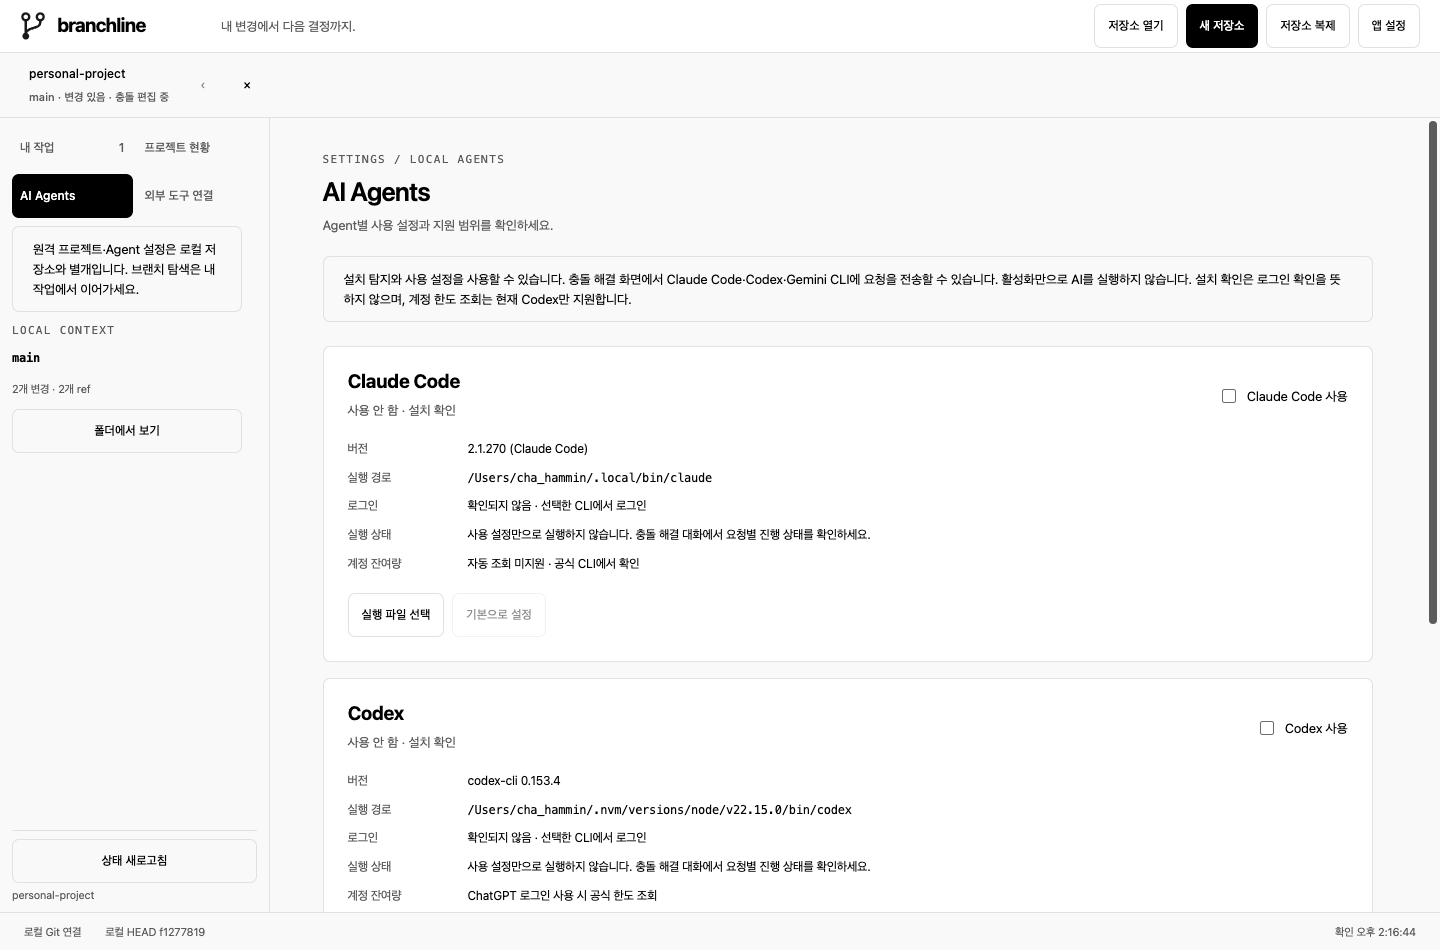 branchline
내 변경에서 다음 결정까지.
저장소 열기
새 저장소
저장소 복제
앱 설정
personal-project
main · 변경 있음 · 충돌 편집 중
‹
×
내 작업 1
프로젝트 현황
AI Agents
외부 도구 연결
원격 프로젝트·Agent 설정은 로컬 저
장소와 별개입니다. 브랜치 탐색은 내
작업에서 이어가세요.
LOCAL CONTEXT
main
2개 변경 · 2개 ref
폴더에서 보기
상태 새로고침
personal-project
SETTINGS / LOCAL AGENTS
AI Agents
Agent별 사용 설정과 지원 범위를 확인하세요.
설치 탐지와 사용 설정을 사용할 수 있습니다. 충돌 해결 화면에서 Claude Code·Codex·Gemini CLI에 요청을 전송할 수 있습니다. 활성화만으로 AI를 실행하지 않습니다. 설치 확인은 로그인 확인을 뜻
하지 않으며, 계정 한도 조회는 현재 Codex만 지원합니다.
Claude Code
사용 안 함 · 설치 확인
Claude Code 사용
버전 2.1.270 (Claude Code)
실행 경로 /Users/cha_hammin/.local/bin/claude
로그인 확인되지 않음 · 선택한 CLI에서 로그인
실행 상태 사용 설정만으로 실행하지 않습니다. 충돌 해결 대화에서 요청별 진행 상태를 확인하세요.
계정 잔여량 자동 조회 미지원 · 공식 CLI에서 확인
실행 파일 선택
기본으로 설정
Codex
사용 안 함 · 설치 확인
Codex 사용
버전 codex-cli 0.153.4
실행 경로 /Users/cha_hammin/.nvm/versions/node/v22.15.0/bin/codex
로그인 확인되지 않음 · 선택한 CLI에서 로그인
실행 상태 사용 설정만으로 실행하지 않습니다. 충돌 해결 대화에서 요청별 진행 상태를 확인하세요.
계정 잔여량 ChatGPT 로그인 사용 시 공식 한도 조회
로컬 Git 연결
로컬 HEAD f1277819
확인 오후 2:16:44